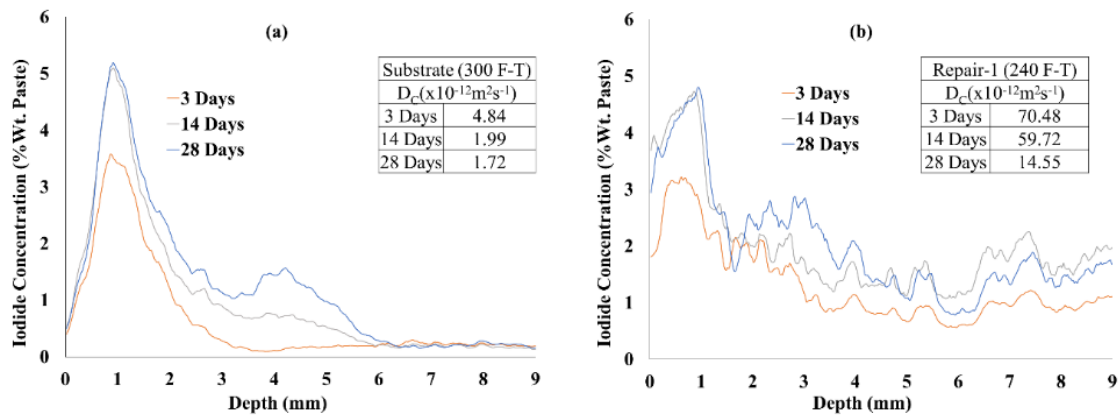 (a)
Iodide Concentration (%Wt. Paste)
6
5
4
3
2
1
0
0 1 2 3 4 5 6 7 8 9
Depth (mm)
3 Days
14 Days
28 Days
Substrate (300 F-T)
D_C(x10⁻¹²m²s⁻¹)
3 Days 4.84
14 Days 1.99
28 Days 1.72
(b)
Iodide Concentration (%Wt. Paste)
6
5
4
3
2
1
0
0 1 2 3 4 5 6 7 8 9
Depth (mm)
3 Days
14 Days
28 Days
Repair-1 (240 F-T)
D_C(x10⁻¹²m²s⁻¹)
3 Days 70.48
14 Days 59.72
28 Days 14.55